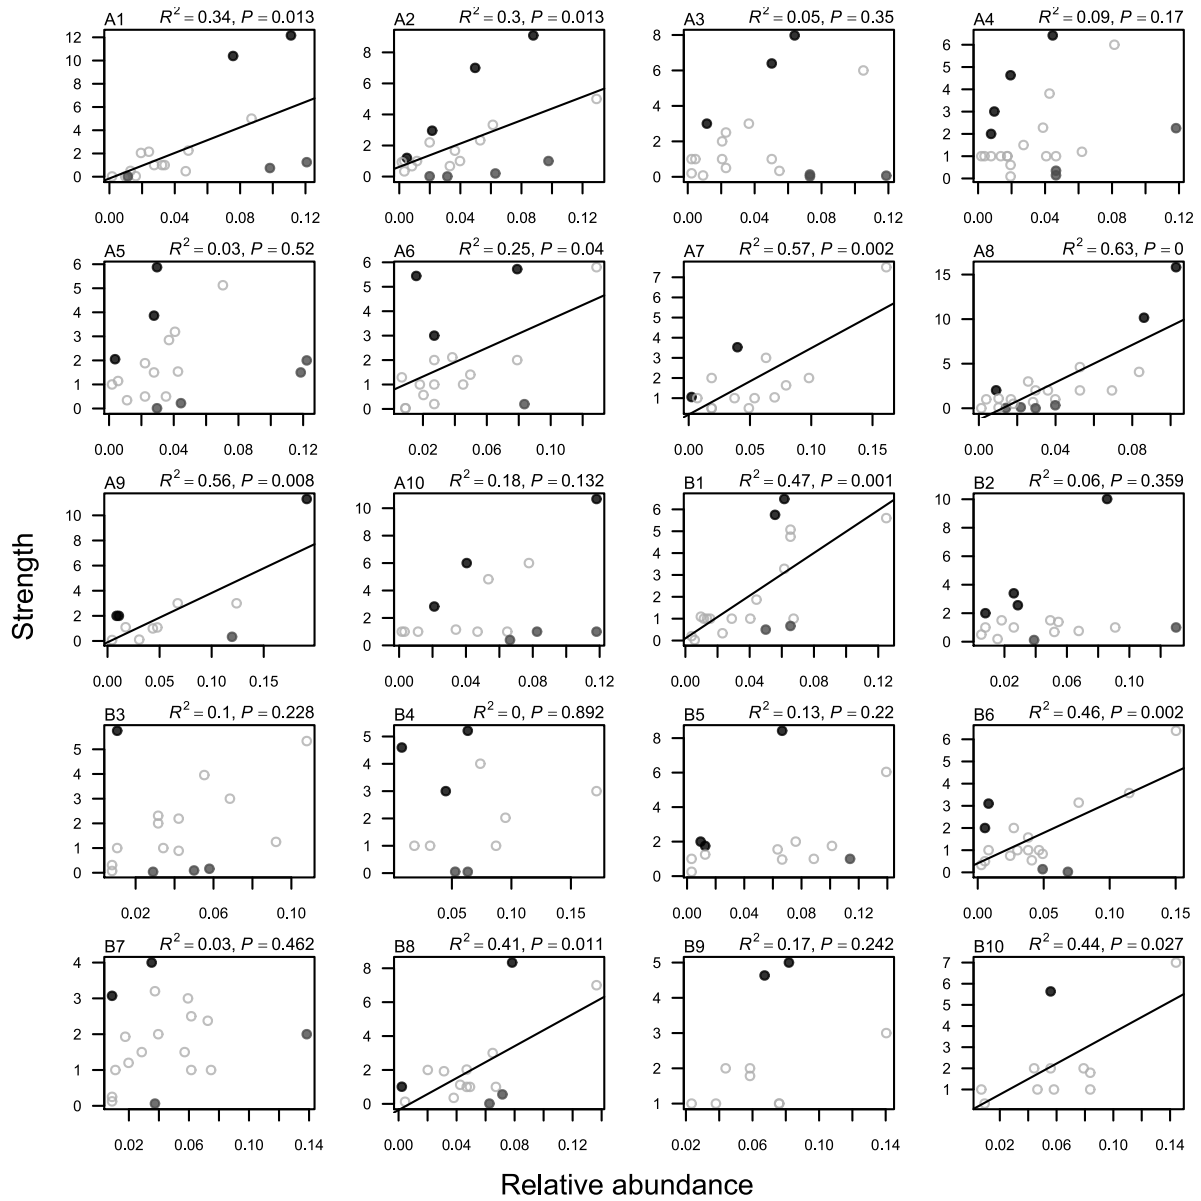 A1 R² = 0.34, P = 0.013
A2 R² = 0.3, P = 0.013
A3 R² = 0.05, P = 0.35
A4 R² = 0.09, P = 0.17
12
10
8
6
4
2
0
8
6
4
2
0
8
6
4
2
0
6
5
4
3
2
1
0
0.00 0.04 0.08 0.12
0.00 0.04 0.08 0.12
0.00 0.04 0.08 0.12
0.00 0.04 0.08 0.12
A5 R² = 0.03, P = 0.52
A6 R² = 0.25, P = 0.04
A7 R² = 0.57, P = 0.002
A8 R² = 0.63, P = 0
6
5
4
3
2
1
0
6
5
4
3
2
1
0
7
6
5
4
3
2
1
15
10
5
0
0.00 0.04 0.08 0.12
0.02 0.06 0.10
0.00 0.05 0.10 0.15
0.00 0.04 0.08
A9 R² = 0.56, P = 0.008
A10 R² = 0.18, P = 0.132
B1 R² = 0.47, P = 0.001
B2 R² = 0.06, P = 0.359
10
8
6
4
2
0
10
8
6
4
2
0
6
5
4
3
2
1
0
10
8
6
4
2
0
0.00 0.05 0.10 0.15
0.00 0.04 0.08 0.12
0.00 0.04 0.08 0.12
0.02 0.06 0.10
Strength
B3 R² = 0.1, P = 0.228
B4 R² = 0, P = 0.892
B5 R² = 0.13, P = 0.22
B6 R² = 0.46, P = 0.002
5
4
3
2
1
0
5
4
3
2
1
0
8
6
4
2
0
6
5
4
3
2
1
0
0.02 0.06 0.10
0.05 0.10 0.15
0.00 0.04 0.08 0.12
0.00 0.05 0.10 0.15
B7 R² = 0.03, P = 0.462
B8 R² = 0.41, P = 0.011
B9 R² = 0.17, P = 0.242
B10 R² = 0.44, P = 0.027
4
3
2
1
0
8
6
4
2
0
5
4
3
2
1
7
6
5
4
3
2
1
0.02 0.06 0.10 0.14
0.00 0.04 0.08 0.12
0.02 0.06 0.10 0.14
0.02 0.06 0.10 0.14
Relative abundance